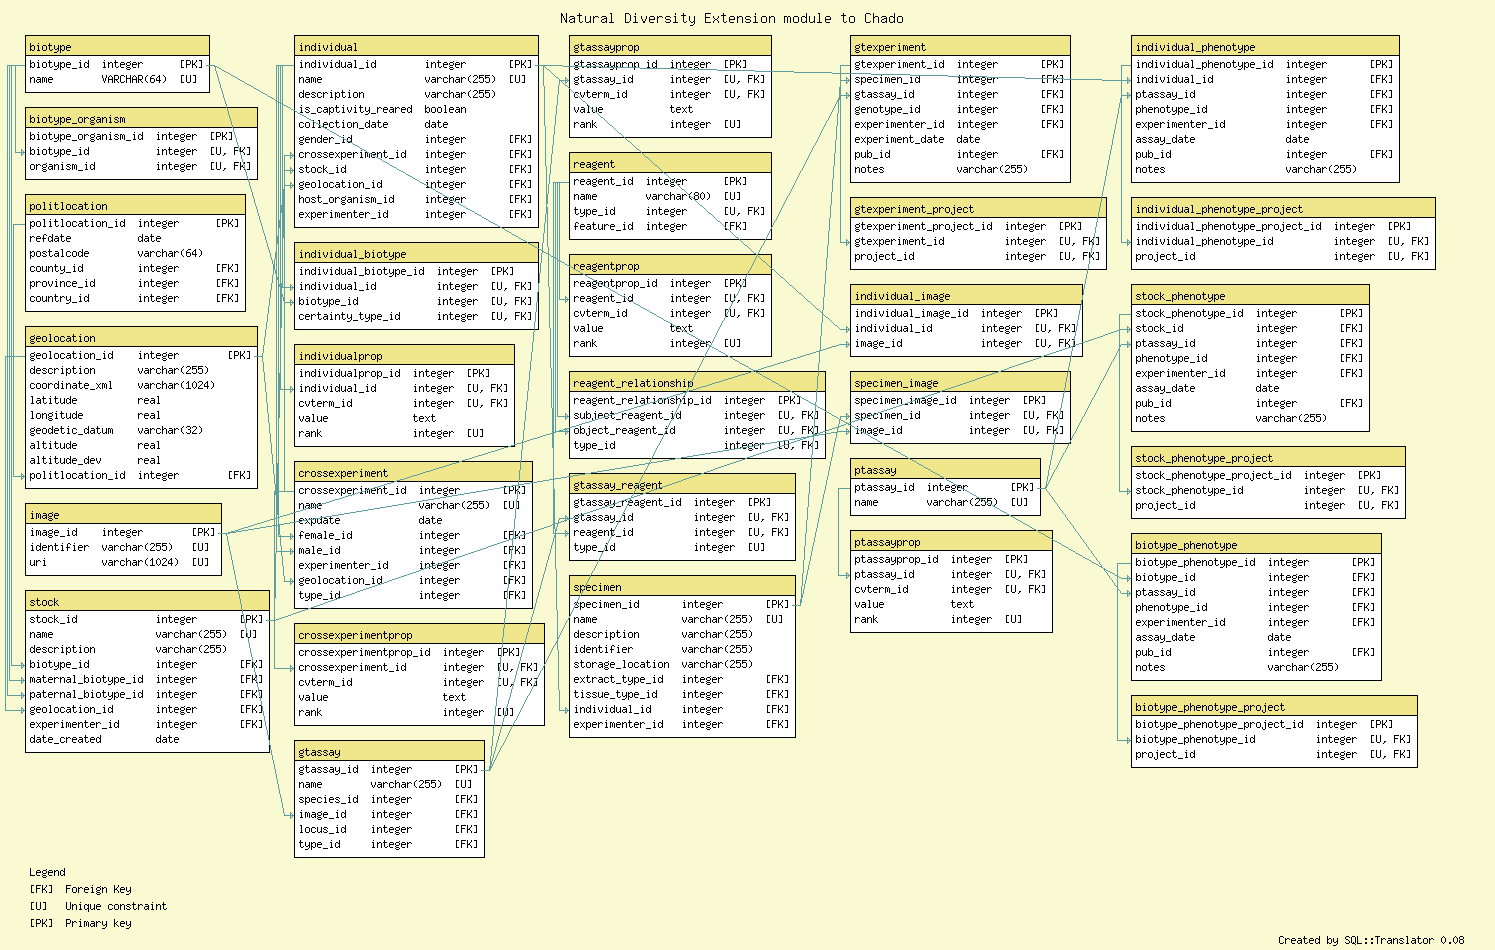 Natural Diversity Extension module to Chado
biotype
biotype_id integer [PK]
name VARCHAR(64) [U]
biotype_organism
biotype_organism_id integer [PK]
biotype_id integer [U, FK]
organism_id integer [U, FK]
politlocation
politlocation_id integer [PK]
refdate date
postalcode varchar(64)
county_id integer [FK]
province_id integer [FK]
country_id integer [FK]
geolocation
geolocation_id integer [PK]
description varchar(255)
coordinate_xml varchar(1024)
latitude real
longitude real
geodetic_datum varchar(32)
altitude real
altitude_dev real
politlocation_id integer [FK]
image
image_id integer [PK]
identifier varchar(255) [U]
uri varchar(1024) [U]
stock
stock_id integer [PK]
name varchar(255) [U]
description varchar(255)
biotype_id integer [FK]
maternal_biotype_id integer [FK]
paternal_biotype_id integer [FK]
geolocation_id integer [FK]
experimenter_id integer [FK]
date_created date
individual
individual_id integer [PK]
name varchar(255) [U]
description varchar(255)
is_captivity_reared boolean
collection_date date
gender_id integer [FK]
crossexperiment_id integer [FK]
stock_id integer [FK]
geolocation_id integer [FK]
host_organism_id integer [FK]
experimenter_id integer [FK]
individual_biotype
individual_biotype_id integer [PK]
individual_id integer [U, FK]
biotype_id integer [U, FK]
certainty_type_id integer [U, FK]
individualprop
individualprop_id integer [PK]
individual_id integer [U, FK]
cvterm_id integer [U, FK]
value text
rank integer [U]
crossexperiment
crossexperiment_id integer [PK]
name varchar(255) [U]
expdate date
female_id integer [FK]
male_id integer [FK]
experimenter_id integer [FK]
geolocation_id integer [FK]
type_id integer [FK]
crossexperimentprop
crossexperimentprop_id integer [PK]
crossexperiment_id integer [U, FK]
cvterm_id integer [U, FK]
value text
rank integer [U]
gtassay
gtassay_id integer [PK]
name varchar(255) [U]
species_id integer [FK]
image_id integer [FK]
locus_id integer [FK]
type_id integer [FK]
gtassayprop
gtassayprop_id integer [PK]
gtassay_id integer [U, FK]
cvterm_id integer [U, FK]
value text
rank integer [U]
reagent
reagent_id integer [PK]
name varchar(80) [U]
type_id integer [U, FK]
feature_id integer [FK]
reagentprop
reagentprop_id integer [PK]
reagent_id integer [U, FK]
cvterm_id integer [U, FK]
value text
rank integer [U]
reagent_relationship
reagent_relationship_id integer [PK]
subject_reagent_id integer [U, FK]
object_reagent_id integer [U, FK]
type_id integer [U, FK]
gtassay_reagent
gtassay_reagent_id integer [PK]
gtassay_id integer [U, FK]
reagent_id integer [U, FK]
type_id integer [U]
specimen
specimen_id integer [PK]
name varchar(255) [U]
description varchar(255)
identifier varchar(255)
storage_location varchar(255)
extract_type_id integer [FK]
tissue_type_id integer [FK]
individual_id integer [FK]
experimenter_id integer [FK]
gtexperiment
gtexperiment_id integer [PK]
specimen_id integer [FK]
gtassay_id integer [FK]
genotype_id integer [FK]
experimenter_id integer [FK]
experiment_date date
pub_id integer [FK]
notes varchar(255)
gtexperiment_project
gtexperiment_project_id integer [PK]
gtexperiment_id integer [U, FK]
project_id integer [U, FK]
individual_image
individual_image_id integer [PK]
individual_id integer [U, FK]
image_id integer [U, FK]
specimen_image
specimen_image_id integer [PK]
specimen_id integer [U, FK]
image_id integer [U, FK]
ptassay
ptassay_id integer [PK]
name varchar(255) [U]
ptassayprop
ptassayprop_id integer [PK]
ptassay_id integer [U, FK]
cvterm_id integer [U, FK]
value text
rank integer [U]
individual_phenotype
individual_phenotype_id integer [PK]
individual_id integer [FK]
ptassay_id integer [FK]
phenotype_id integer [FK]
experimenter_id integer [FK]
assay_date date
pub_id integer [FK]
notes varchar(255)
individual_phenotype_project
individual_phenotype_project_id integer [PK]
individual_phenotype_id integer [U, FK]
project_id integer [U, FK]
stock_phenotype
stock_phenotype_id integer [PK]
stock_id integer [FK]
ptassay_id integer [FK]
phenotype_id integer [FK]
experimenter_id integer [FK]
assay_date date
pub_id integer [FK]
notes varchar(255)
stock_phenotype_project
stock_phenotype_project_id integer [PK]
stock_phenotype_id integer [U, FK]
project_id integer [U, FK]
biotype_phenotype
biotype_phenotype_id integer [PK]
biotype_id integer [FK]
ptassay_id integer [FK]
phenotype_id integer [FK]
experimenter_id integer [FK]
assay_date date
pub_id integer [FK]
notes varchar(255)
biotype_phenotype_project
biotype_phenotype_project_id integer [PK]
biotype_phenotype_id integer [U, FK]
project_id integer [U, FK]
Legend
[FK] Foreign Key
[U] Unique constraint
[PK] Primary key
Created by SQL::Translator 0.08